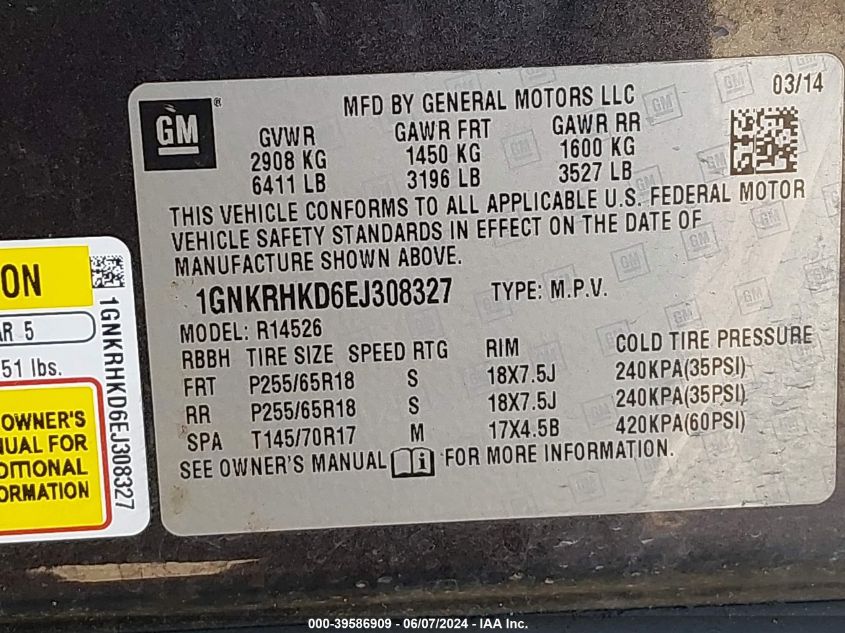 GM ®
MFD BY GENERAL MOTORS LLC
03/14
GVWR GAWR FRT GAWR RR
2908 KG 1450 KG 1600 KG
6411 LB 3196 LB 3527 LB
THIS VEHICLE CONFORMS TO ALL APPLICABLE U.S. FEDERAL MOTOR
VEHICLE SAFETY STANDARDS IN EFFECT ON THE DATE OF
MANUFACTURE SHOWN ABOVE.
1GNKRHKD6EJ308327 TYPE: M.P.V.
MODEL: R14526
RBBH TIRE SIZE SPEED RTG RIM COLD TIRE PRESSURE
FRT P255/65R18 S 18X7.5J 240KPA(35PSI)
RR P255/65R18 S 18X7.5J 240KPA(35PSI)
SPA T145/70R17 M 17X4.5B 420KPA(60PSI)
SEE OWNER'S MANUAL i FOR MORE INFORMATION.
ON
AR 5
51 lbs.
OWNER'S
NUAL FOR
DITIONAL
ORMATION
1GNKRHKD6EJ308327
000-39586909 - 06/07/2024 - IAA Inc.